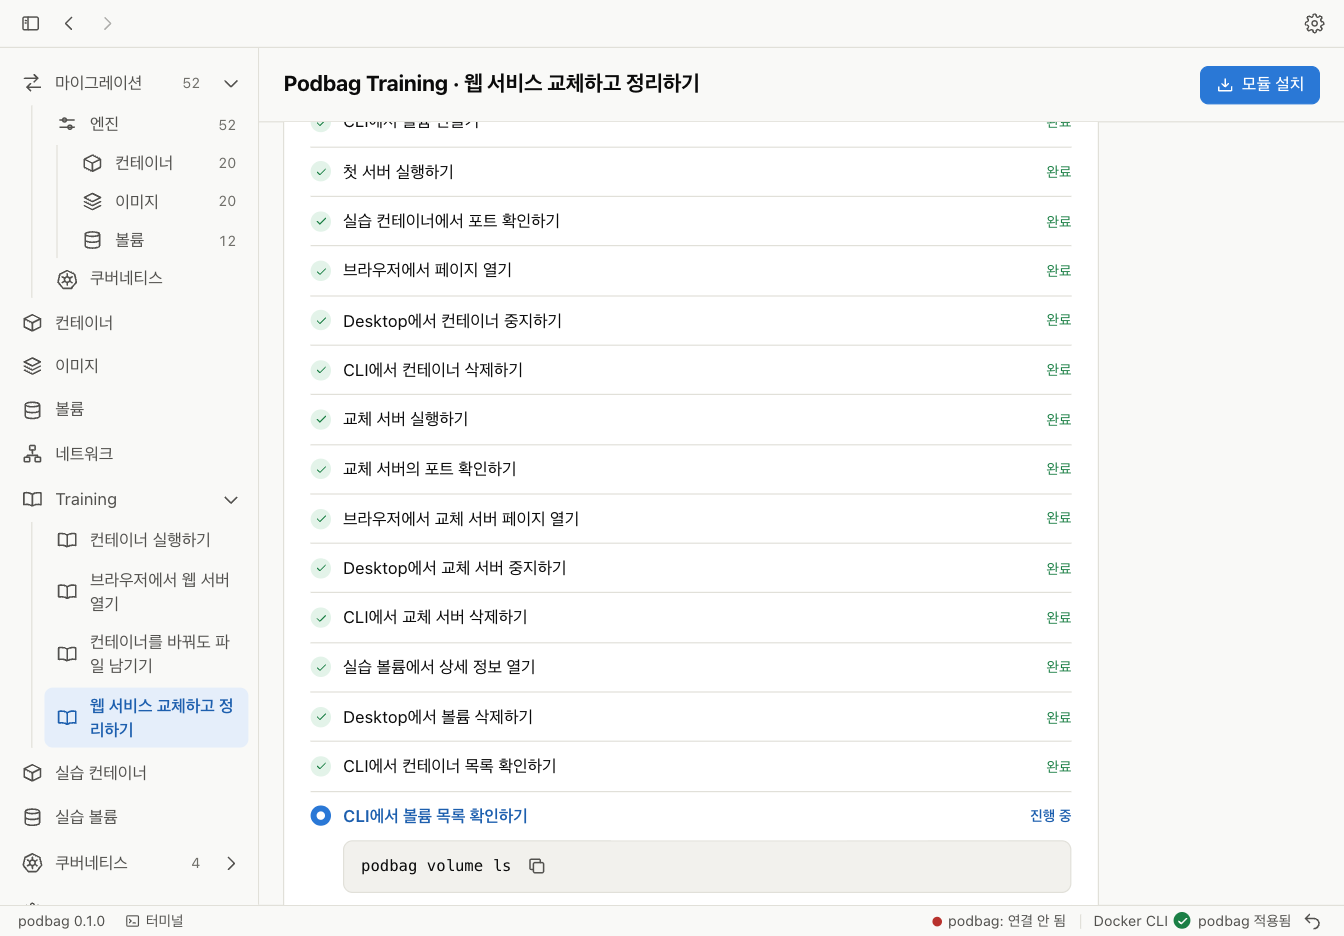 마이그레이션 52
엔진 52
컨테이너 20
이미지 20
볼륨 12
쿠버네티스
컨테이너
이미지
볼륨
네트워크
Training
컨테이너 실행하기
브라우저에서 웹 서버
열기
컨테이너를 바꿔도 파
일 남기기
웹 서비스 교체하고 정
리하기
실습 컨테이너
실습 볼륨
쿠버네티스 4
Podbag Training · 웹 서비스 교체하고 정리하기
모듈 설치
CLI에서 볼륨 만들기 완료
첫 서버 실행하기 완료
실습 컨테이너에서 포트 확인하기 완료
브라우저에서 페이지 열기 완료
Desktop에서 컨테이너 중지하기 완료
CLI에서 컨테이너 삭제하기 완료
교체 서버 실행하기 완료
교체 서버의 포트 확인하기 완료
브라우저에서 교체 서버 페이지 열기 완료
Desktop에서 교체 서버 중지하기 완료
CLI에서 교체 서버 삭제하기 완료
실습 볼륨에서 상세 정보 열기 완료
Desktop에서 볼륨 삭제하기 완료
CLI에서 컨테이너 목록 확인하기 완료
CLI에서 볼륨 목록 확인하기 진행 중
podbag volume ls
podbag 0.1.0 터미널 podbag: 연결 안 됨 Docker CLI podbag 적용됨